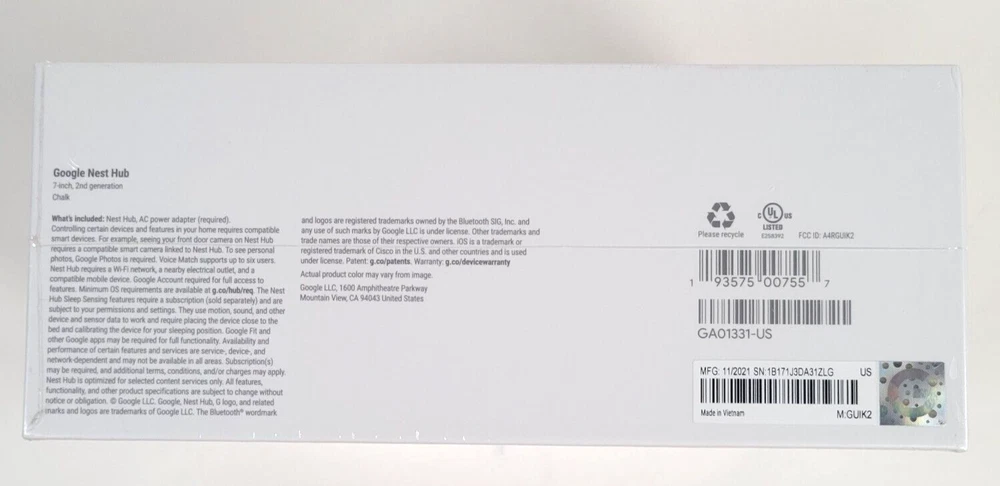 Google Nest Hub
7-inch, 2nd generation
Chalk
What's included: Nest Hub, AC power adapter (required).
Controlling certain devices and features in your home requires compatible
smart devices. For example, seeing your front door camera on Nest Hub
requires a compatible smart camera linked to Nest Hub. To see personal
photos, Google Photos is required. Voice Match supports up to six users.
Nest Hub requires a Wi-Fi network, a nearby electrical outlet, and a
compatible mobile device. Google Account required for full access to
features. Minimum OS requirements are available at g.co/hub/req. The Nest
Hub Sleep Sensing features require a subscription (sold separately) and are
subject to your permissions and settings. They use motion, sound, and other
device and sensor data to work and require placing the device close to the
bed and calibrating the device for your sleeping position. Google Fit and
other Google apps may be required for full functionality. Availability and
performance of certain features and services are service-, device-, and
network-dependent and may not be available in all areas. Subscription(s)
may be required, and additional terms, conditions, and/or charges may apply.
Nest Hub is optimized for selected content services only. All features,
functionality, and other product specifications are subject to change without
notice or obligation. © Google LLC. Google, Nest Hub, G logo, and related
marks and logos are trademarks of Google LLC. The Bluetooth® wordmark
and logos are registered trademarks owned by the Bluetooth SIG, Inc. and
any use of such marks by Google LLC is under license. Other trademarks and
trade names are those of their respective owners. iOS is a trademark or
registered trademark of Cisco in the U.S. and other countries and is used
under license. Patent: g.co/patents. Warranty: g.co/devicewarranty
Actual product color may vary from image.
Google LLC, 1600 Amphitheatre Parkway
Mountain View, CA 94043 United States
C UL US
LISTED
Please recycle E258392 FCC ID: A4RGUIK2
1 93575 00755 7
GA01331-US
MFG: 11/2021 SN:1B171J3DA31ZLG US
Made in Vietnam M:GUIK2